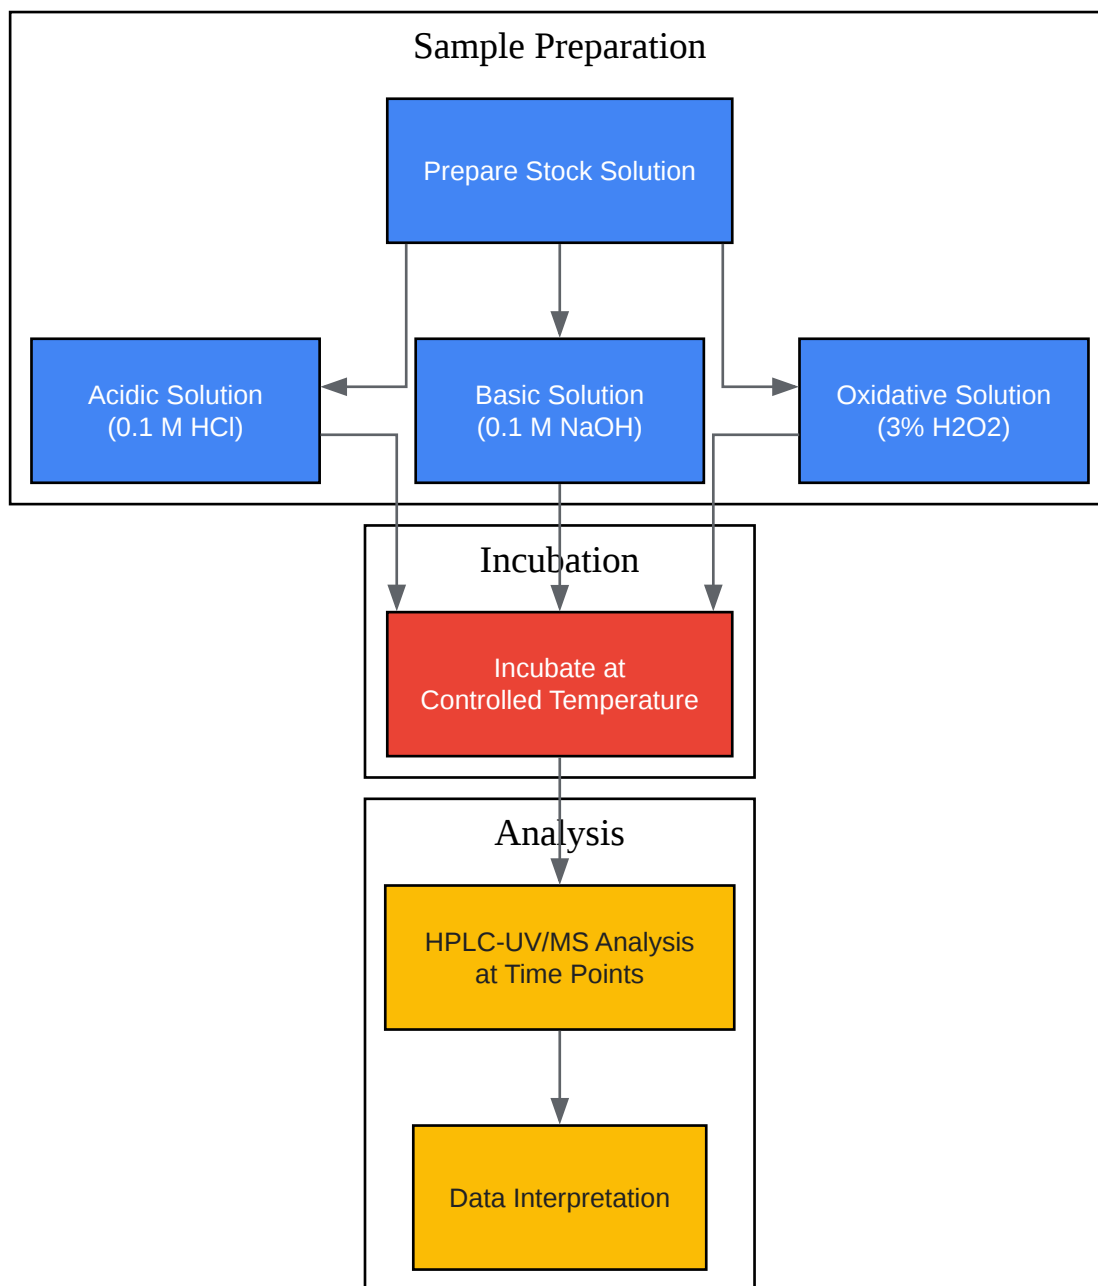 Sample Preparation
Prepare Stock Solution
Acidic Solution
(0.1 M HCl)
Basic Solution
(0.1 M NaOH)
Oxidative Solution
(3% H2O2)
Incubation
Incubate at
Controlled Temperature
Analysis
HPLC-UV/MS Analysis
at Time Points
Data Interpretation